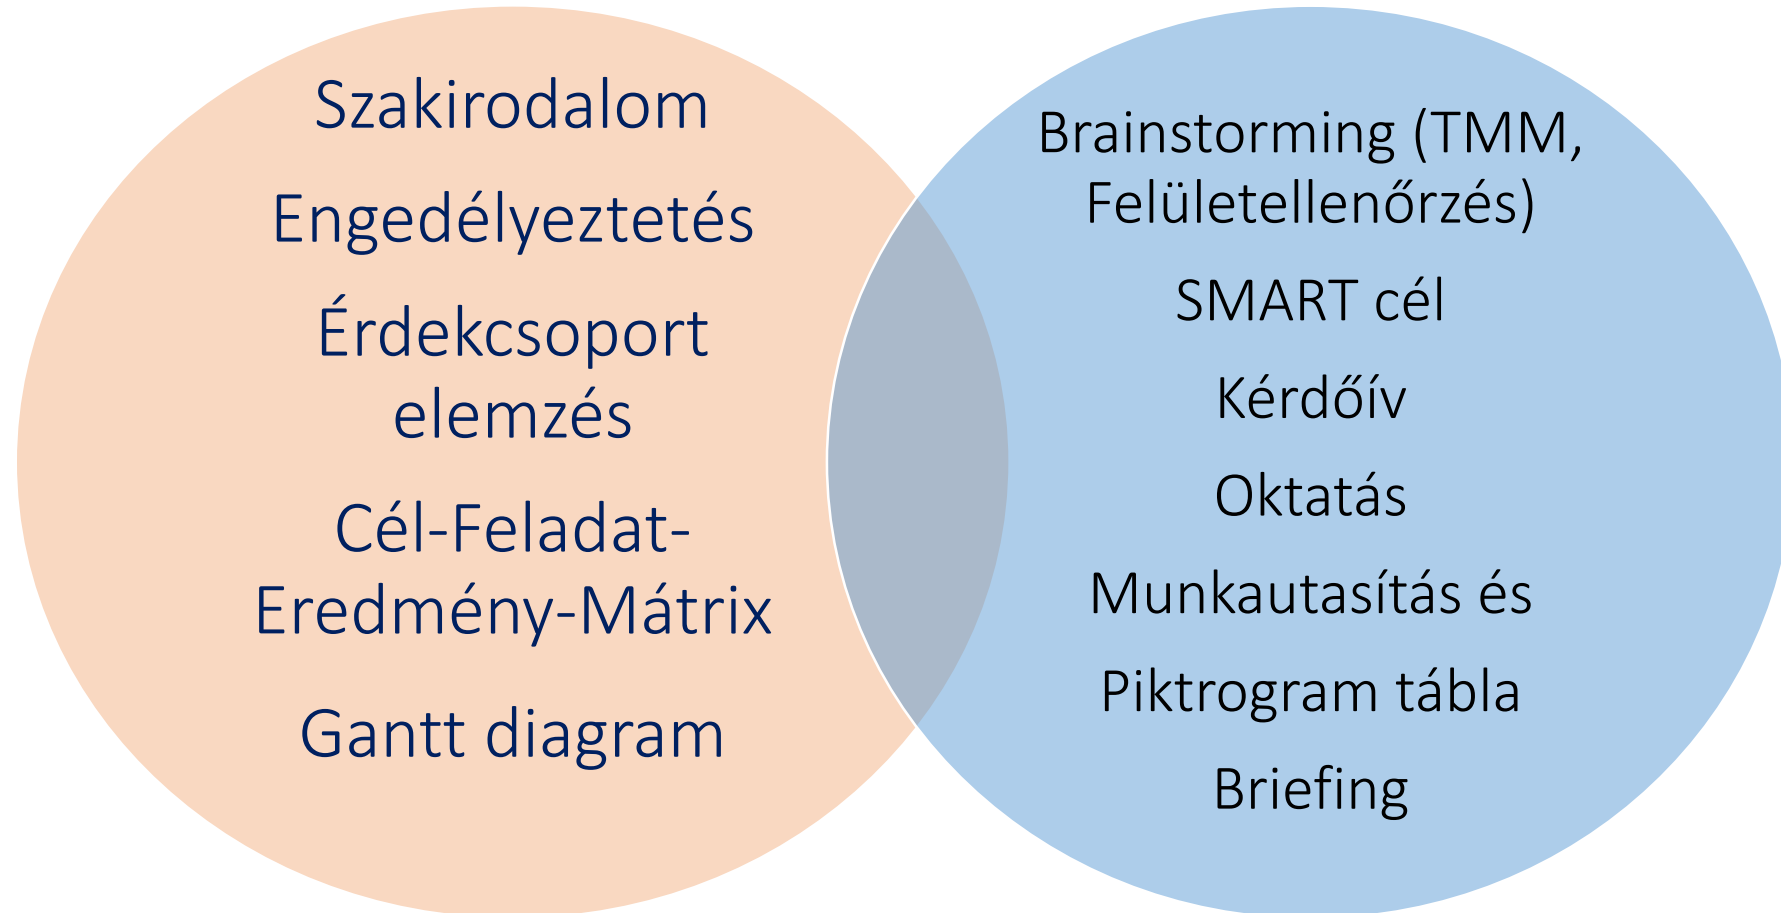 Szakirodalom
Engedélyeztetés
Érdekcsoport
elemzés
Cél-Feladat-
Eredmény-Mátrix
Gantt diagram
Brainstorming (TMM,
Felületellenőrzés)
SMART cél
Kérdőív
Oktatás
Munkautasítás és
Piktrogram tábla
Briefing